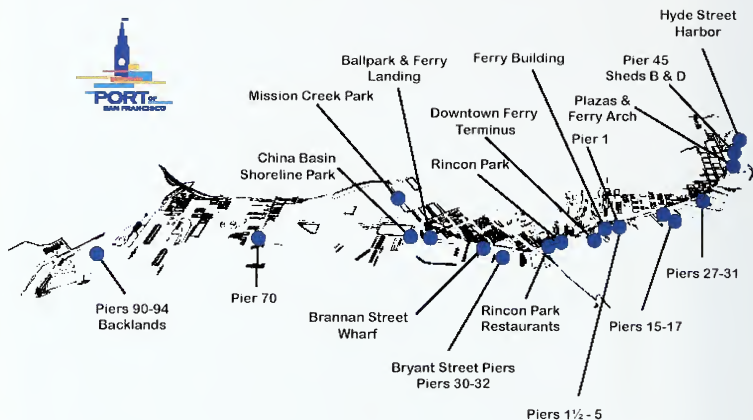 Hyde Street
Harbor
Pier 45
Sheds B & D
Plazas &
Ferry Arch
Ferry Building
Pier 1
Ballpark & Ferry
Landing
Downtown Ferry
Terminus
Mission Creek Park
Rincon Park
China Basin
Shoreline Park
PORT OF
SAN FRANCISCO
Piers 90-94
Backlands
Pier 70
Brannan Street
Wharf
Bryant Street Piers
Piers 30-32
Rincon Park
Restaurants
Piers 1½ - 5
Piers 15-17
Piers 27-31